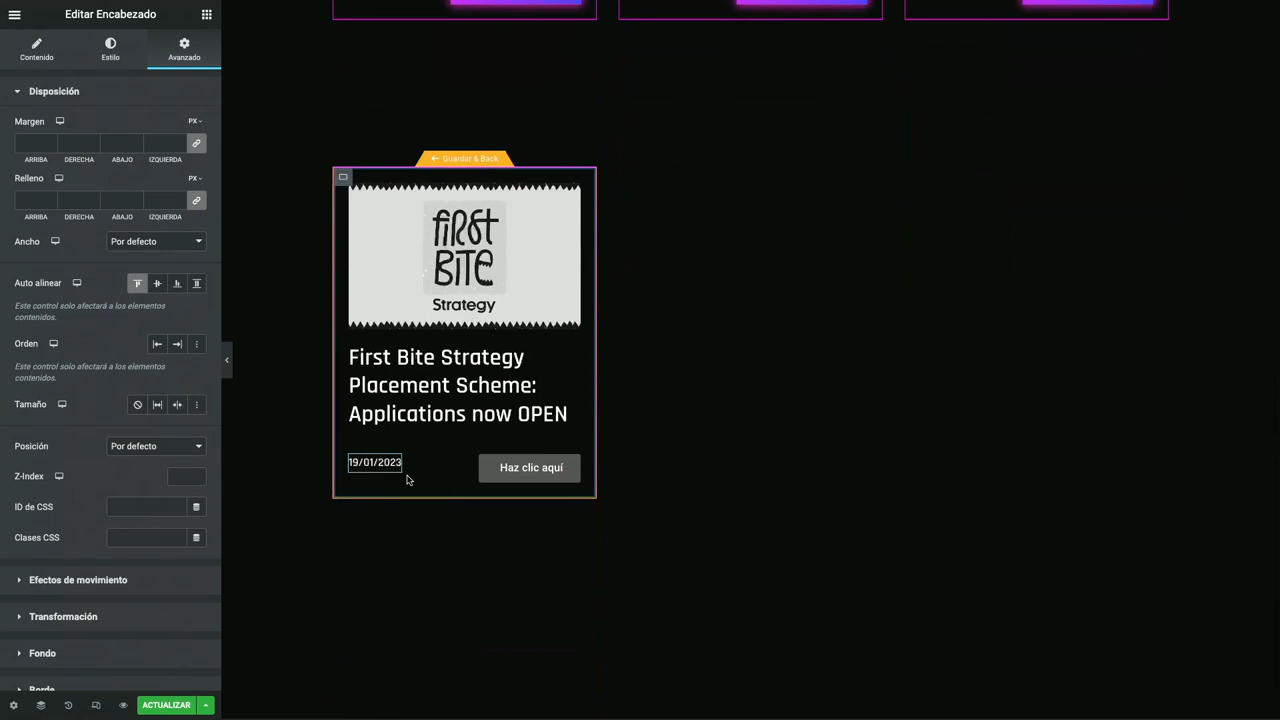 Editar Encabezado
Contenido
Estilo
Avanzado
Disposición
Margen
PX
ARRIBA DERECHA ABAJO IZQUIERDA
Relleno
PX
ARRIBA DERECHA ABAJO IZQUIERDA
Ancho
Por defecto
Auto alinear
Este control solo afectará a los elementos
contenidos.
Orden
Este control solo afectará a los elementos
contenidos.
Tamaño
Posición
Por defecto
Z-Index
ID de CSS
Clases CSS
Efectos de movimiento
Transformación
Fondo
Borde
ACTUALIZAR
Guardar & Back
first
BiTe
Strategy
First Bite Strategy
Placement Scheme:
Applications now OPEN
19/01/2023
Haz clic aquí